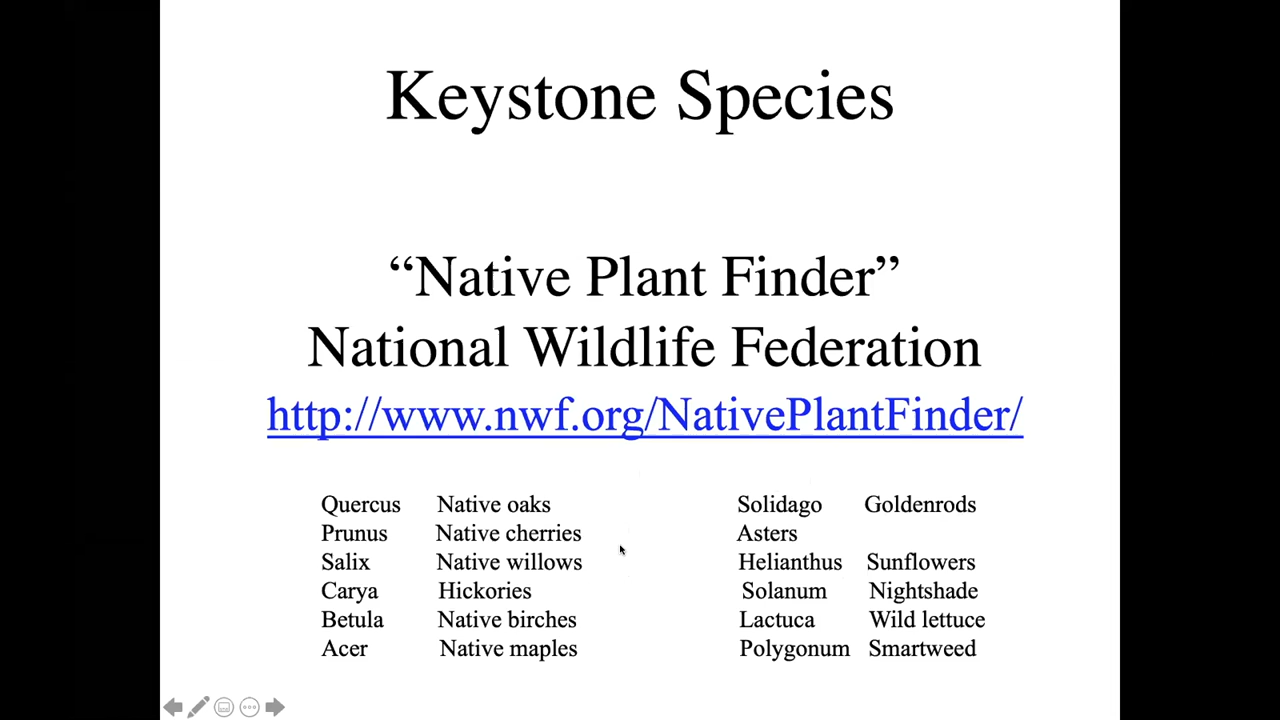 Keystone Species
“Native Plant Finder”
National Wildlife Federation
http://www.nwf.org/NativePlantFinder/
Quercus Native oaks
Prunus Native cherries
Salix Native willows
Carya Hickories
Betula Native birches
Acer Native maples
Solidago Goldenrods
Asters
Helianthus Sunflowers
Solanum Nightshade
Lactuca Wild lettuce
Polygonum Smartweed